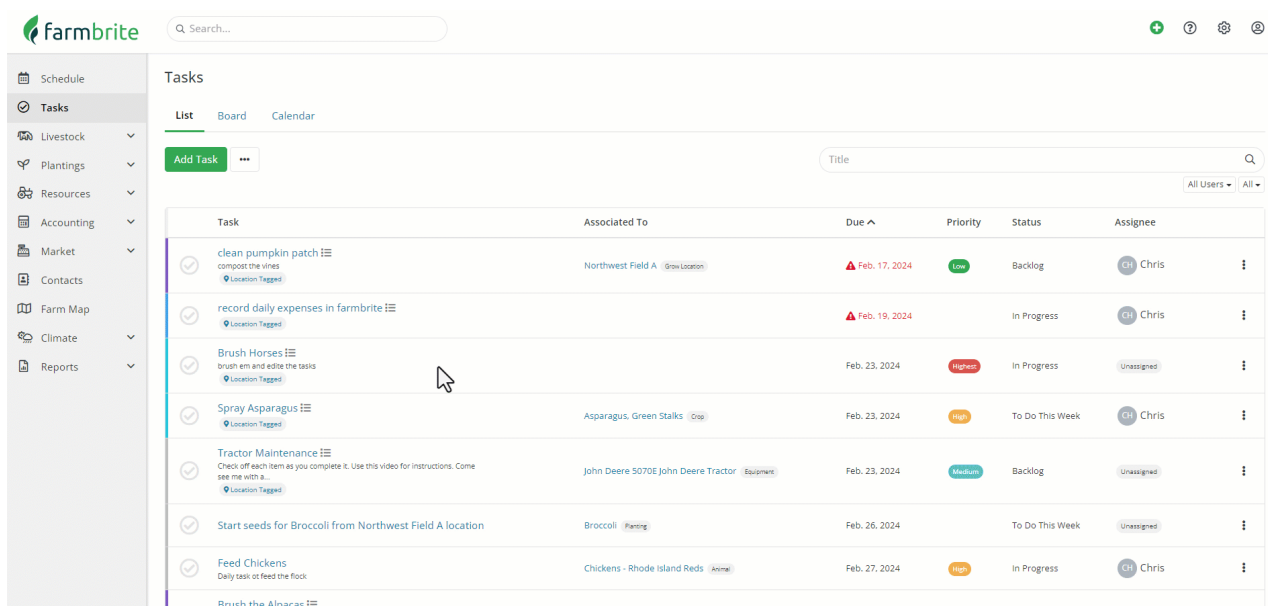 farmbrite
Search...
Schedule
Tasks
Livestock
Plantings
Resources
Accounting
Market
Contacts
Farm Map
Climate
Reports
Tasks
List Board Calendar
Add Task
Title
All Users All
Task Associated To Due Priority Status Assignee
clean pumpkin patch
compost the vines
Location Tagged
Northwest Field A Grow Location
Feb. 17, 2024
Low
Backlog
CH Chris
record daily expenses in farmbrite
Location Tagged
Feb. 19, 2024
In Progress
CH Chris
Brush Horses
brush em and edite the tasks
Location Tagged
Feb. 23, 2024
Highest
In Progress
Unassigned
Spray Asparagus
Location Tagged
Asparagus, Green Stalks Crop
Feb. 23, 2024
High
To Do This Week
CH Chris
Tractor Maintenance
Check off each item as you complete it. Use this video for instructions. Come
see me with a...
Location Tagged
John Deere 5070E John Deere Tractor Equipment
Feb. 23, 2024
Medium
Backlog
Unassigned
Start seeds for Broccoli from Northwest Field A location
Broccoli Planting
Feb. 26, 2024
To Do This Week
Unassigned
Feed Chickens
Daily task ot feed the flock
Chickens - Rhode Island Reds Animal
Feb. 27, 2024
High
In Progress
CH Chris
Brush the Alpacas